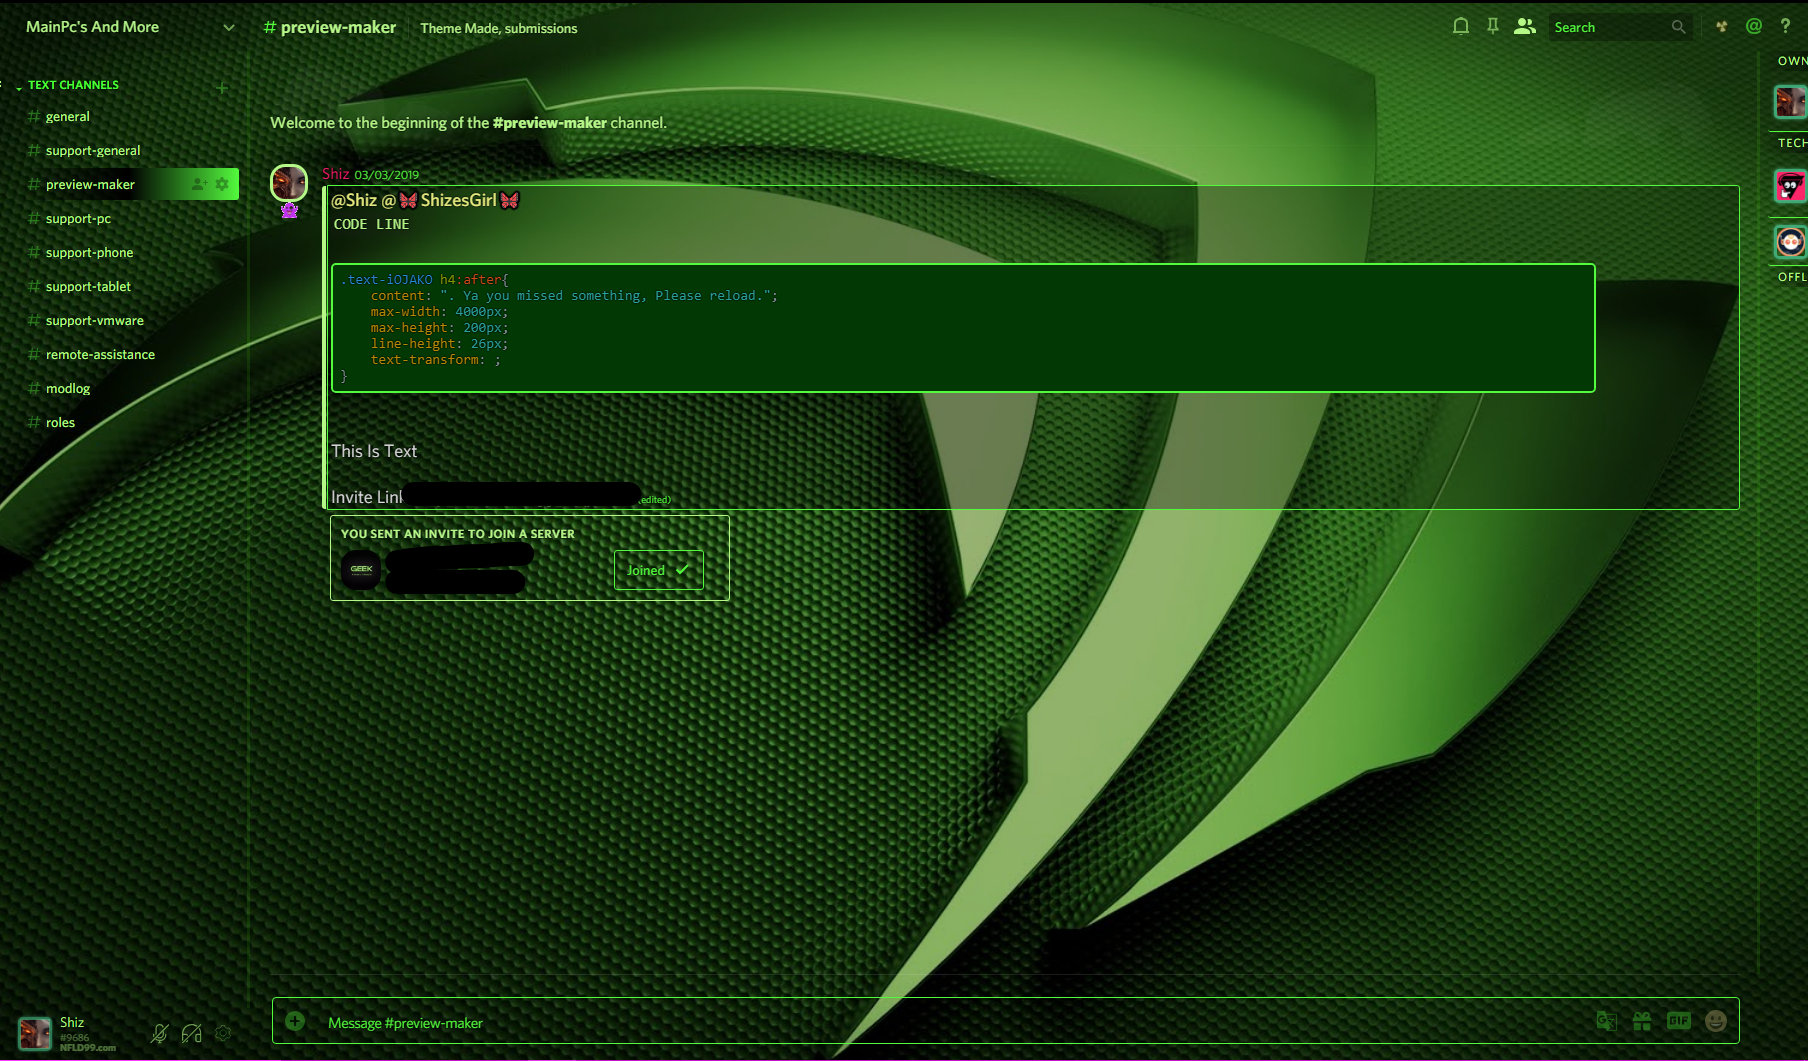 MainPc's And More
# preview-maker Theme Made, submissions
Search
TEXT CHANNELS
# general
# support-general
# preview-maker
# support-pc
# support-phone
# support-tablet
# support-vmware
# remote-assistance
# modlog
# roles
Welcome to the beginning of the #preview-maker channel.
Shiz 03/03/2019
@Shiz @🦋 ShizesGirl 🦋
CODE LINE
.text-iOJAKO h4:after{
content: ". Ya you missed something, Please reload.";
max-width: 4000px;
max-height: 200px;
line-height: 26px;
text-transform: ;
}
This Is Text
Invite Link
(edited)
YOU SENT AN INVITE TO JOIN A SERVER
GEEK
Joined
Message #preview-maker
GIF
Shiz
#9686
NFLD99.com
OWN
TECH
OFFL